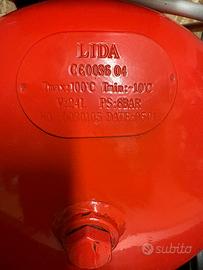 LIDA
CE0036 04
Tmax:100℃ Tmin:-10℃
V:24L PS:8BAR
subito